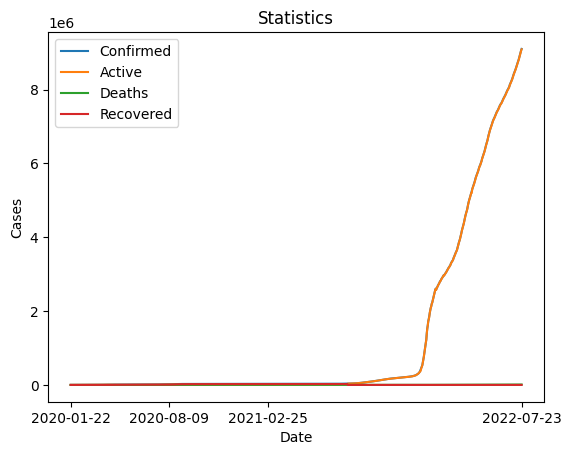 Statistics
1e6
Confirmed
Active
Deaths
Recovered
8
6
4
2
0
Cases
2020-01-22 2020-08-09 2021-02-25 2022-07-23
Date